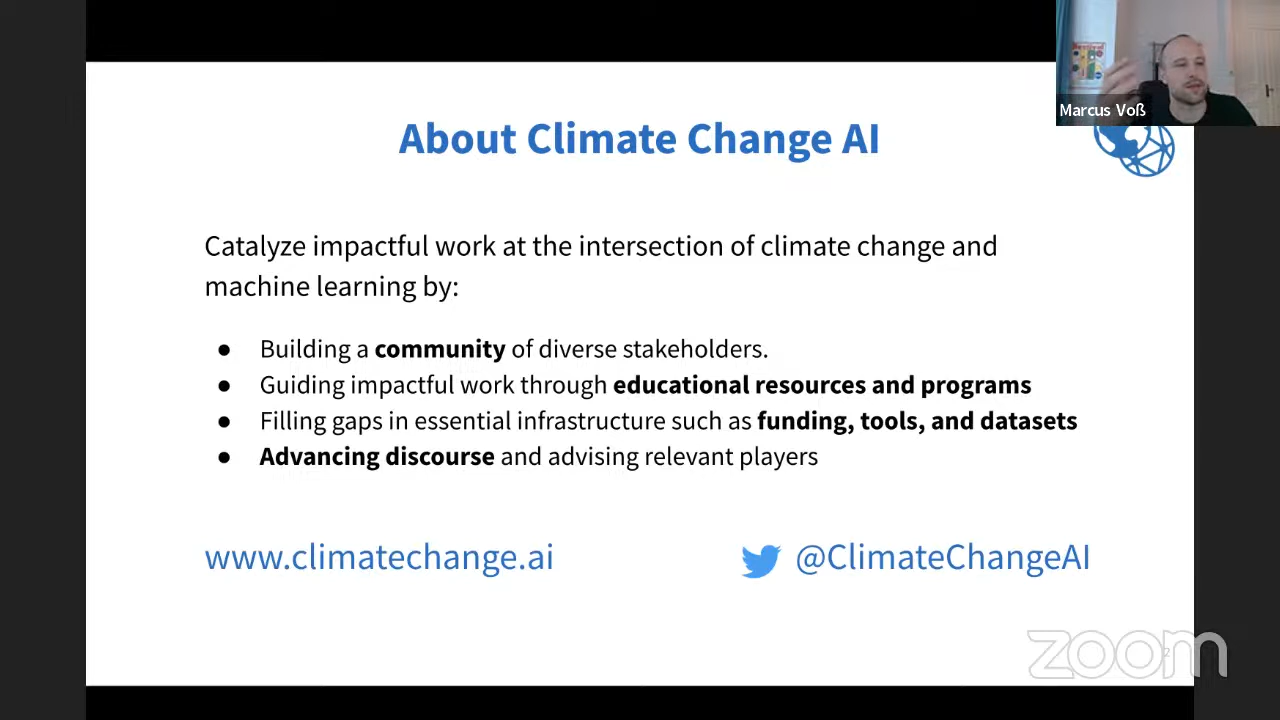 Marcus Voß
About Climate Change AI
Catalyze impactful work at the intersection of climate change and
machine learning by:
● Building a community of diverse stakeholders.
● Guiding impactful work through educational resources and programs
● Filling gaps in essential infrastructure such as funding, tools, and datasets
● Advancing discourse and advising relevant players
www.climatechange.ai
@ClimateChangeAI
zoom
2